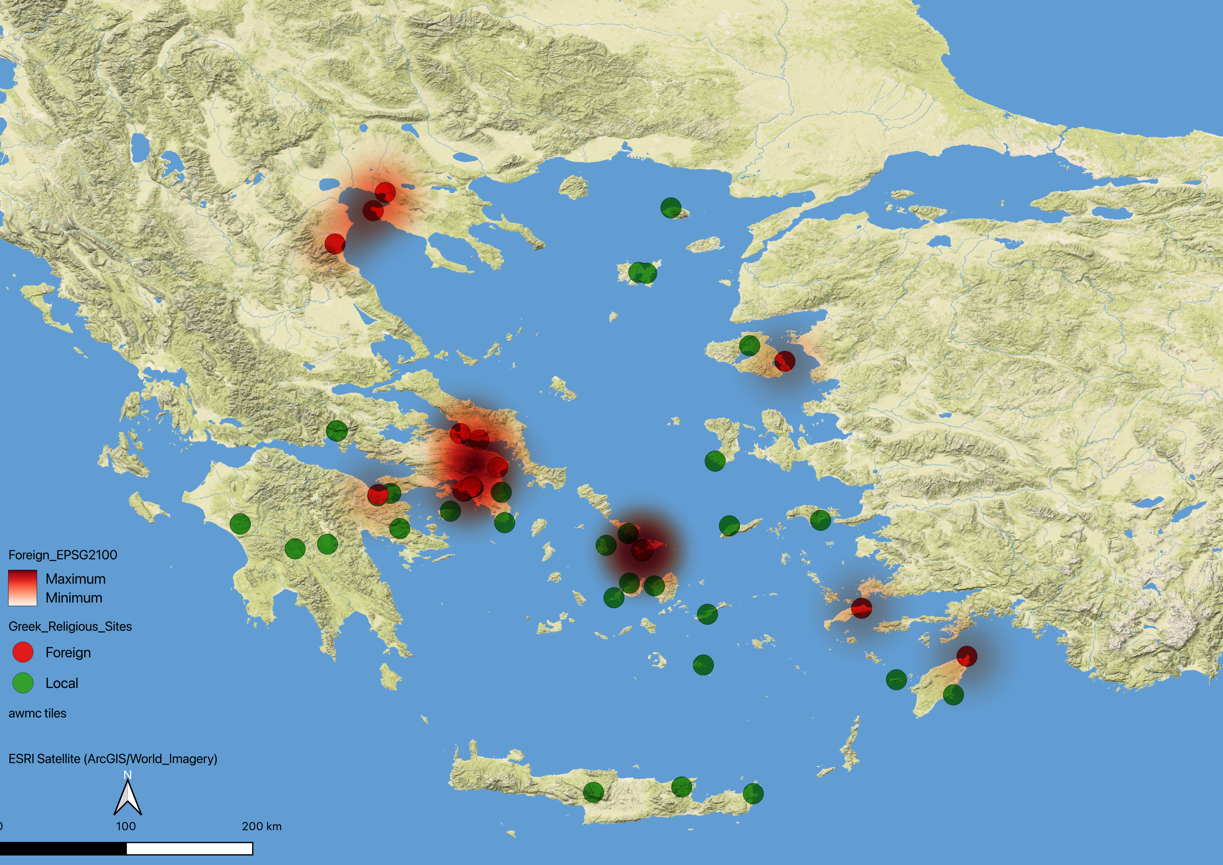 Foreign_EPSG2100
Maximum
Minimum
Greek_Religious_Sites
Foreign
Local
awmc tiles
ESRI Satellite (ArcGIS/World_Imagery)
N
0 100 200 km